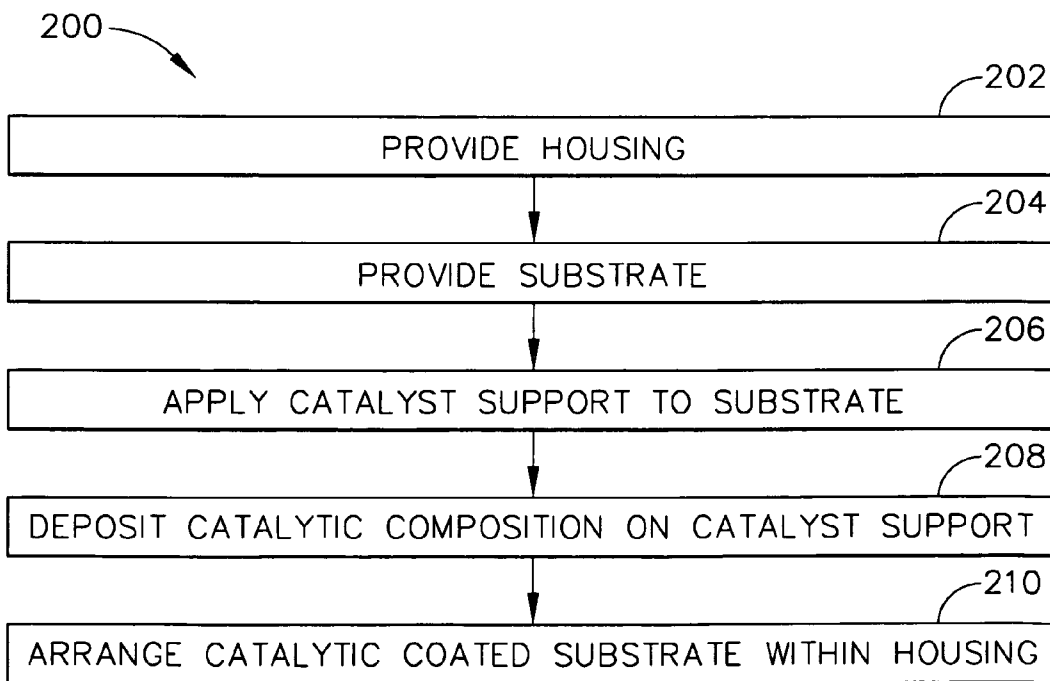 200
202
PROVIDE HOUSING
204
PROVIDE SUBSTRATE
206
APPLY CATALYST SUPPORT TO SUBSTRATE
208
DEPOSIT CATALYTIC COMPOSITION ON CATALYST SUPPORT
210
ARRANGE CATALYTIC COATED SUBSTRATE WITHIN HOUSING